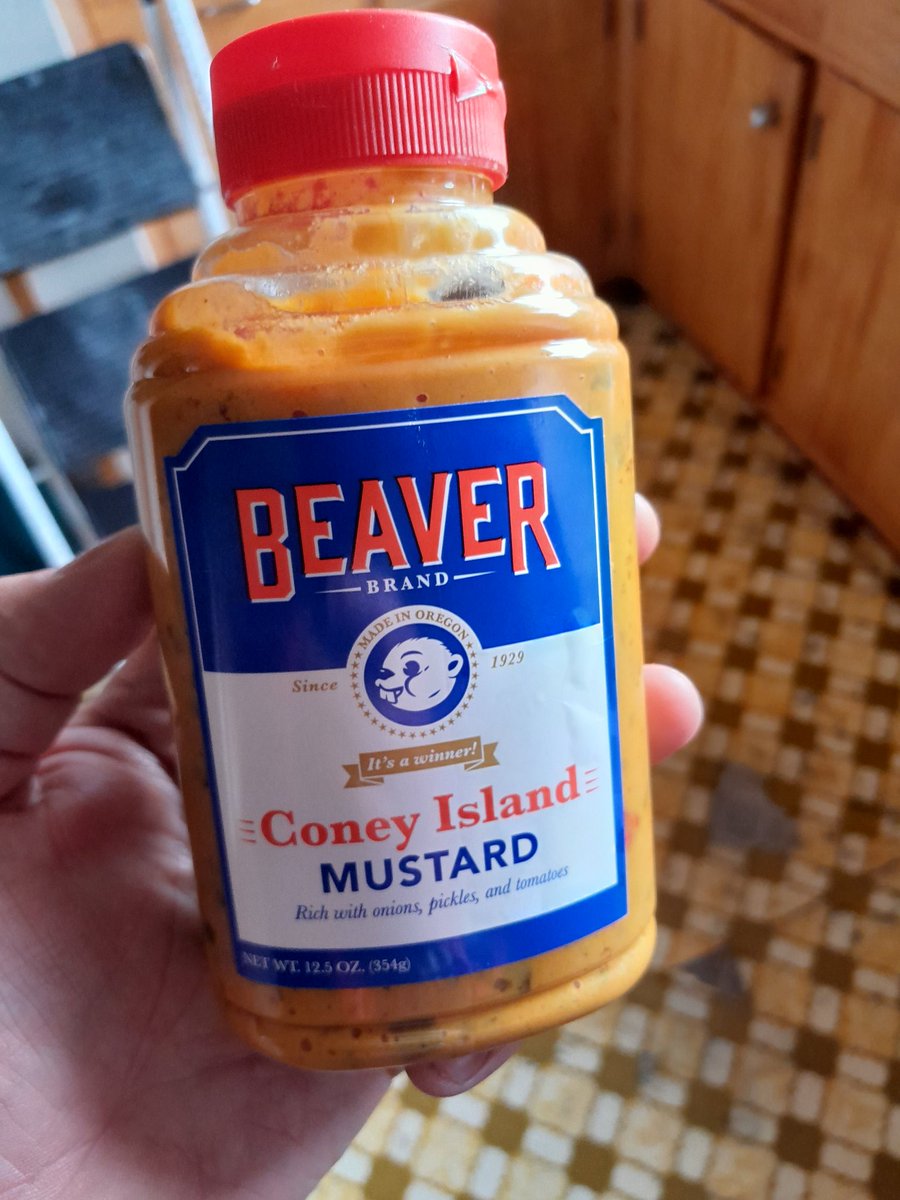 BEAVER
BRAND
MADE IN OREGON
Since 1929
It's a winner!
Coney Island
MUSTARD
Rich with onions, pickles, and tomatoes
NET WT. 12.5 OZ. (354g)